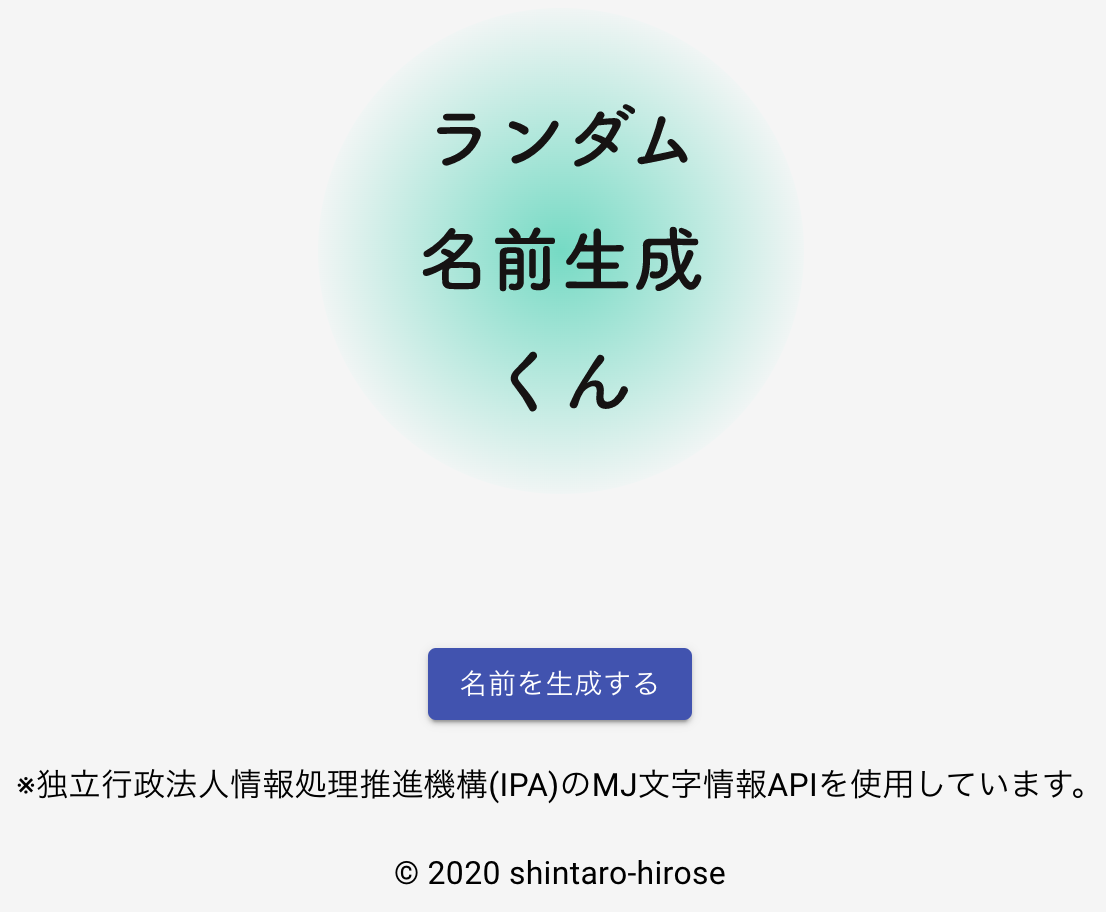 ランダム
名前生成
くん
名前を生成する
※独立行政法人情報処理推進機構(IPA)のMJ文字情報APIを使用しています。
© 2020 shintaro-hirose